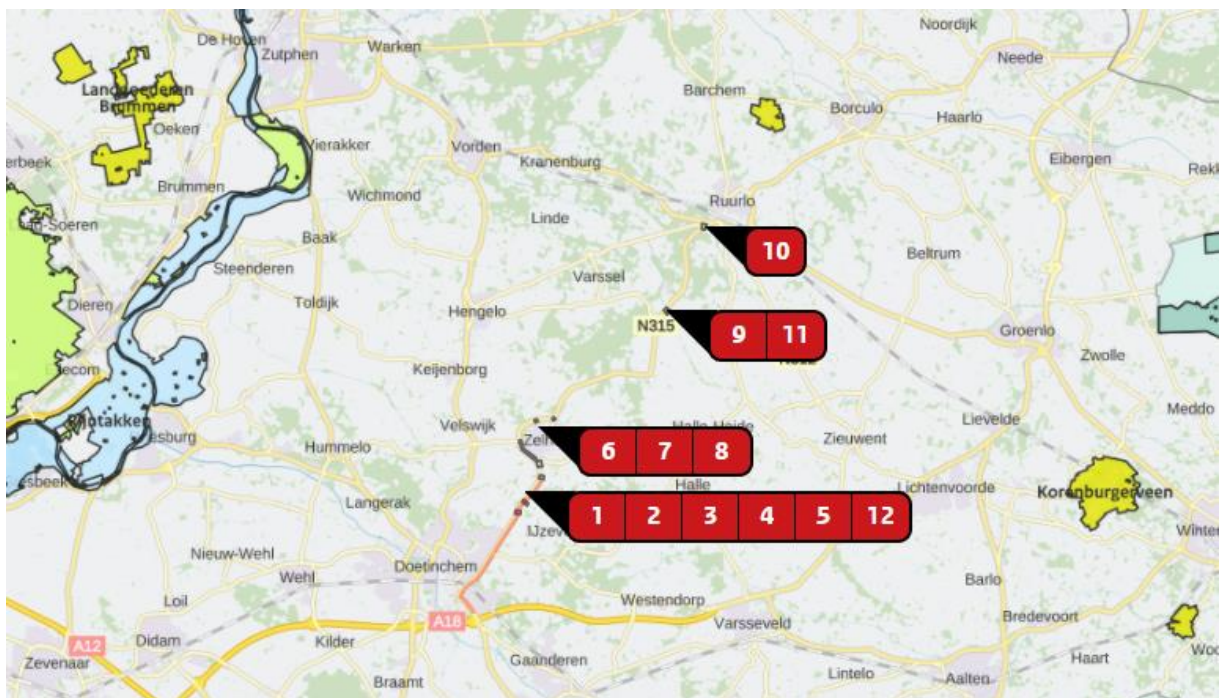 Noordijk
De Hoven
Warken
Zutphen
Neede
Landgoederen
Brummen
Barchem
Borculo
Haarlo
Oeken
Vierakker
Vorden
Kranenburg
Eibergen
Brummen
Wichmond
Ruurlo
Linde
Baak
10
Beltrum
Steenderen
Varssel
Dieren
Toldijk
Hengelo
N315
9 11
Groenlo
Zwolle
Keijenborg
Meddo
Velswijk
Lievelde
Zieuwent
Hummelo
6 7 8
Langerak
Halle
Lichtenvoorde
Korenburgerveen
1 2 3 4 5 12
Nieuw-Wehl
Doetinchem
Wehl
Barlo
Loil
Westendorp
Bredevoort
A18
Varsseveld
A12
Didam
Kilder
Zevenaar
Gaanderen
Haart
Braamt
Lintelo
Aalten